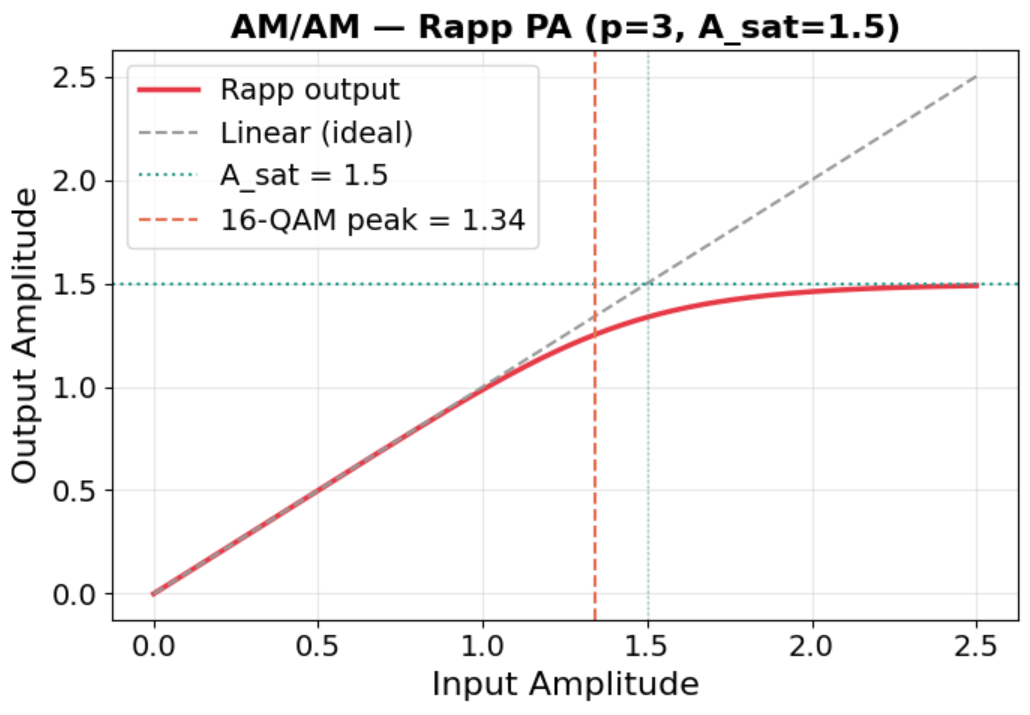 AM/AM — Rapp PA (p=3, A_sat=1.5)
Rapp output
Linear (ideal)
A_sat = 1.5
16-QAM peak = 1.34
Output Amplitude
2.5
2.0
1.5
1.0
0.5
0.0
0.0 0.5 1.0 1.5 2.0 2.5
Input Amplitude